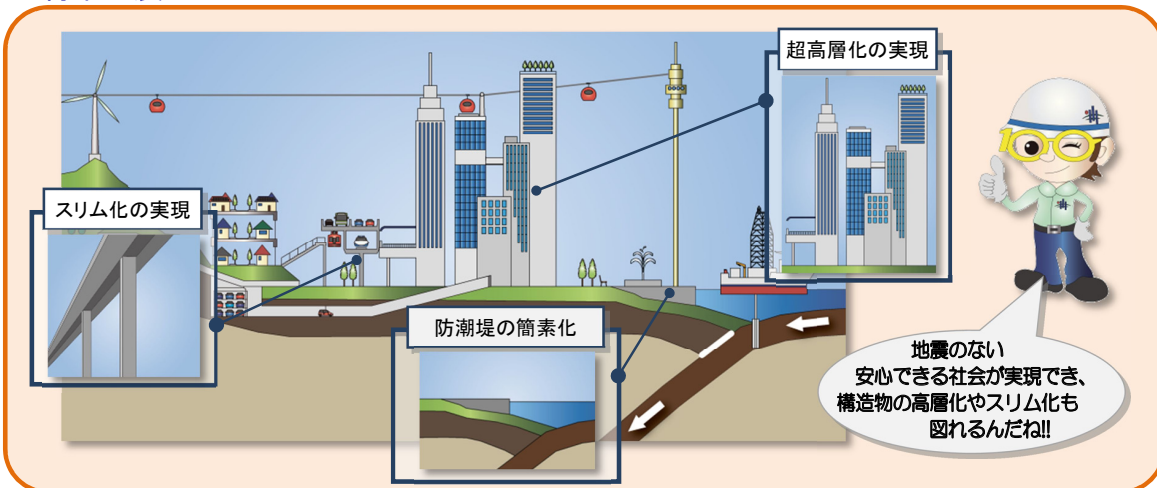 超高層化の実現
スリム化の実現
防潮堤の簡素化
地震のない
安心できる社会が実現でき、
構造物の高層化やスリム化も
図れるんだね!!